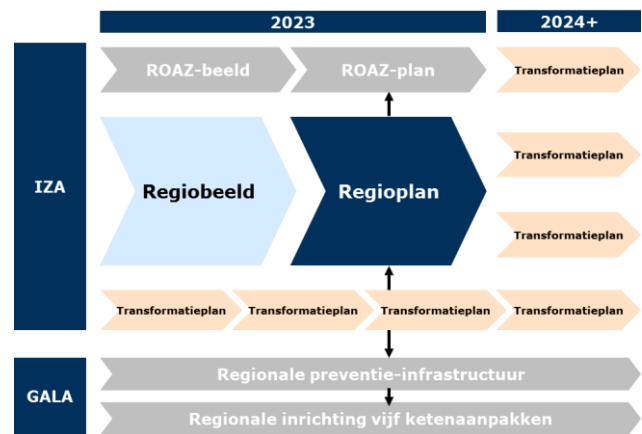 2023
2024+
IZA
ROAZ-beeld
ROAZ-plan
Transformatieplan
Regiobeeld
Regioplan
Transformatieplan
Transformatieplan
Transformatieplan
Transformatieplan
Transformatieplan
Transformatieplan
GALA
Regionale preventie-infrastructuur
Regionale inrichting vijf ketenaanpakken